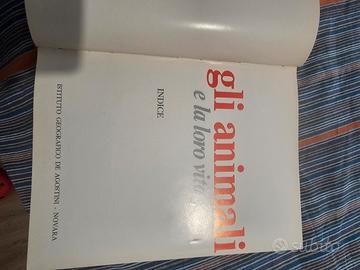 gli animali
e la loro vita
INDICE
ISTITUTO GEOGRAFICO DE AGOSTINI - NOVARA
subito